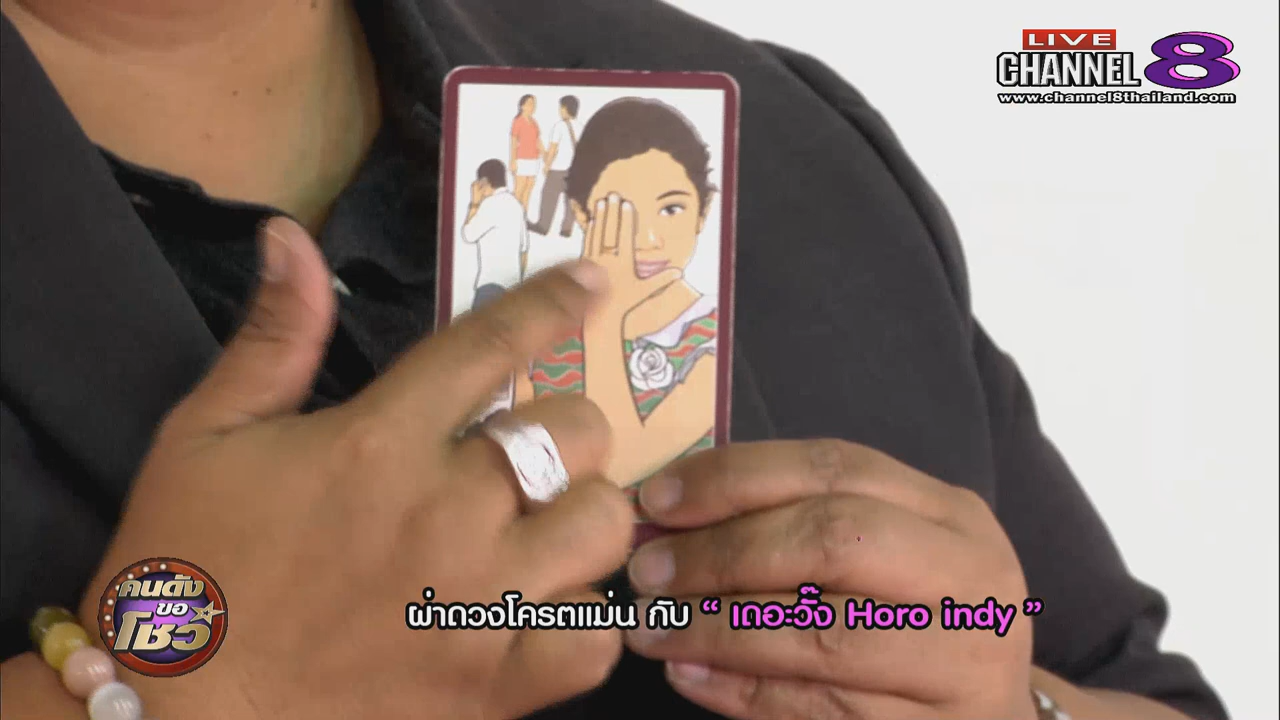 LIVE
CHANNEL 8
www.channel8thailand.com
คนดัง
ขอ
โชว์
ผ่าดวงโครตแม่น กับ “ เดอะวั๊ง Horo indy ”